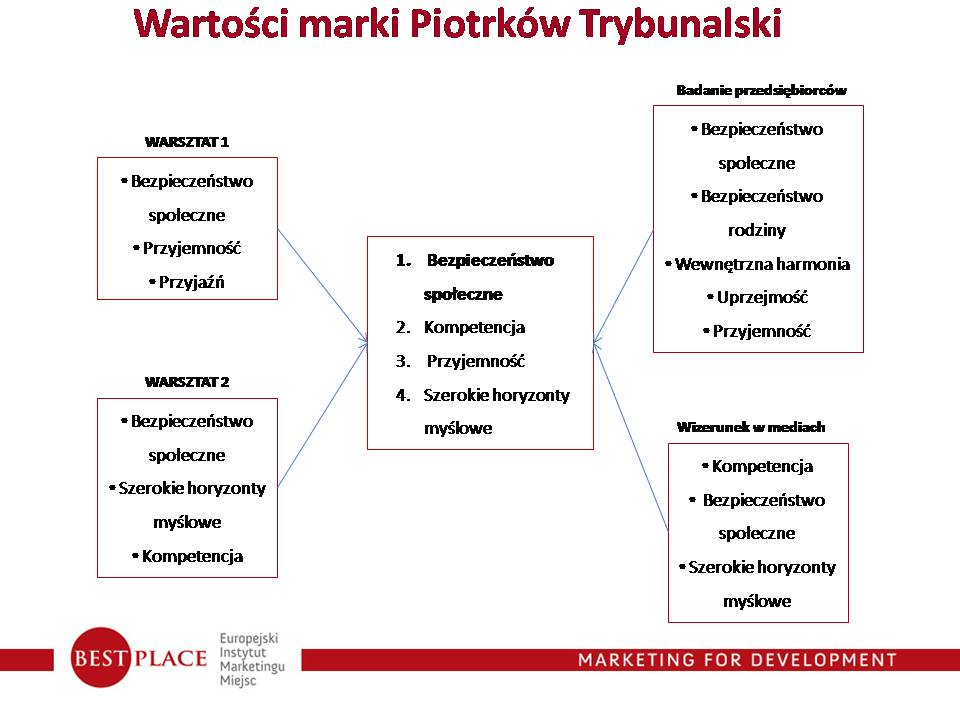 Wartości marki Piotrków Trybunalski
WARSZTAT 1
• Bezpieczeństwo
społeczne
• Przyjemność
• Przyjaźń
WARSZTAT 2
• Bezpieczeństwo
społeczne
• Szerokie horyzonty
myślowe
• Kompetencja
1. Bezpieczeństwo
społeczne
2. Kompetencja
3. Przyjemność
4. Szerokie horyzonty
myślowe
Badanie przedsiębiorców
• Bezpieczeństwo
społeczne
• Bezpieczeństwo
rodziny
• Wewnętrzna harmonia
• Uprzejmość
• Przyjemność
Wizerunek w mediach
• Kompetencja
• Bezpieczeństwo
społeczne
• Szerokie horyzonty
myślowe
BEST PLACE
Europejski
Instytut
Marketingu
Miejsc
MARKETING FOR DEVELOPMENT